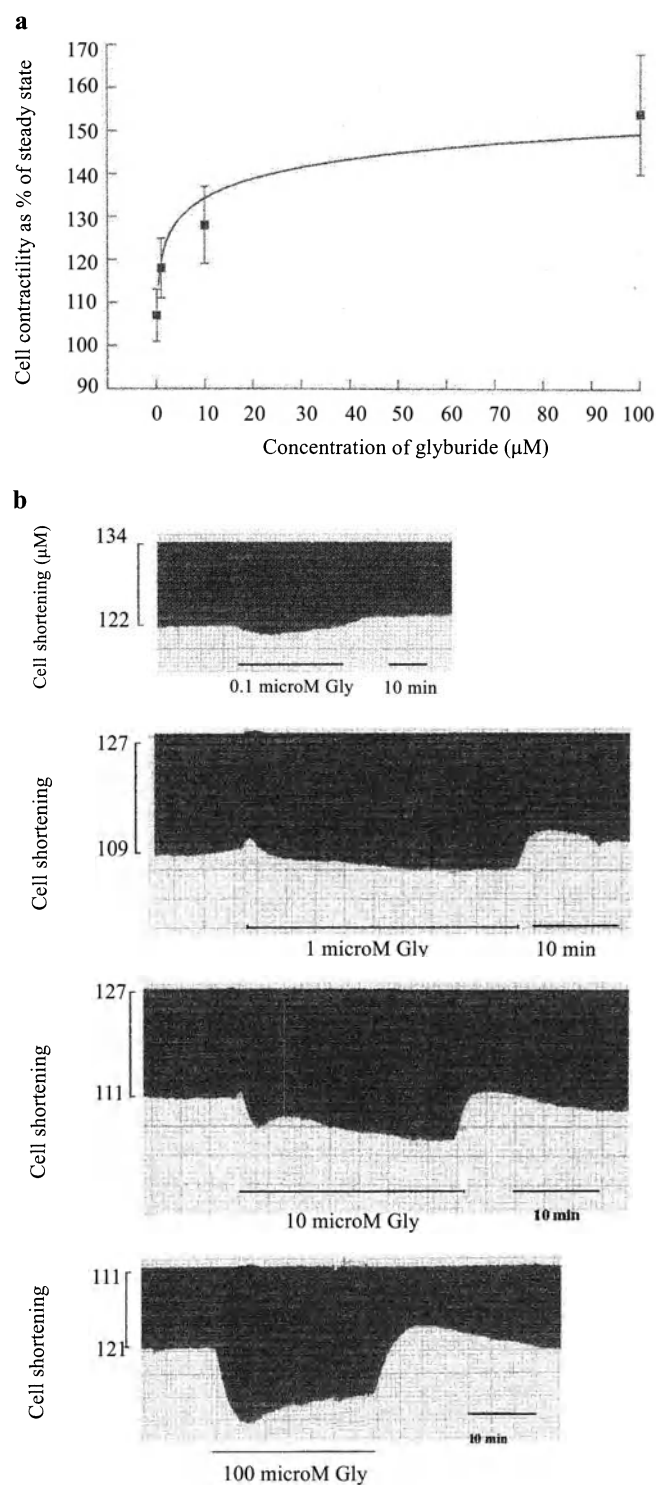 a
170
160
150
140
130
120
110
100
90
Cell contractility as % of steady state
0 10 20 30 40 50 60 70 80 90 100
Concentration of glyburide (μM)
b
134
122
Cell shortening (μM)
0.1 microM Gly 10 min
127
109
Cell shortening
1 microM Gly 10 min
127
111
Cell shortening
10 microM Gly 10 min
111
121
Cell shortening
10 min
100 microM Gly